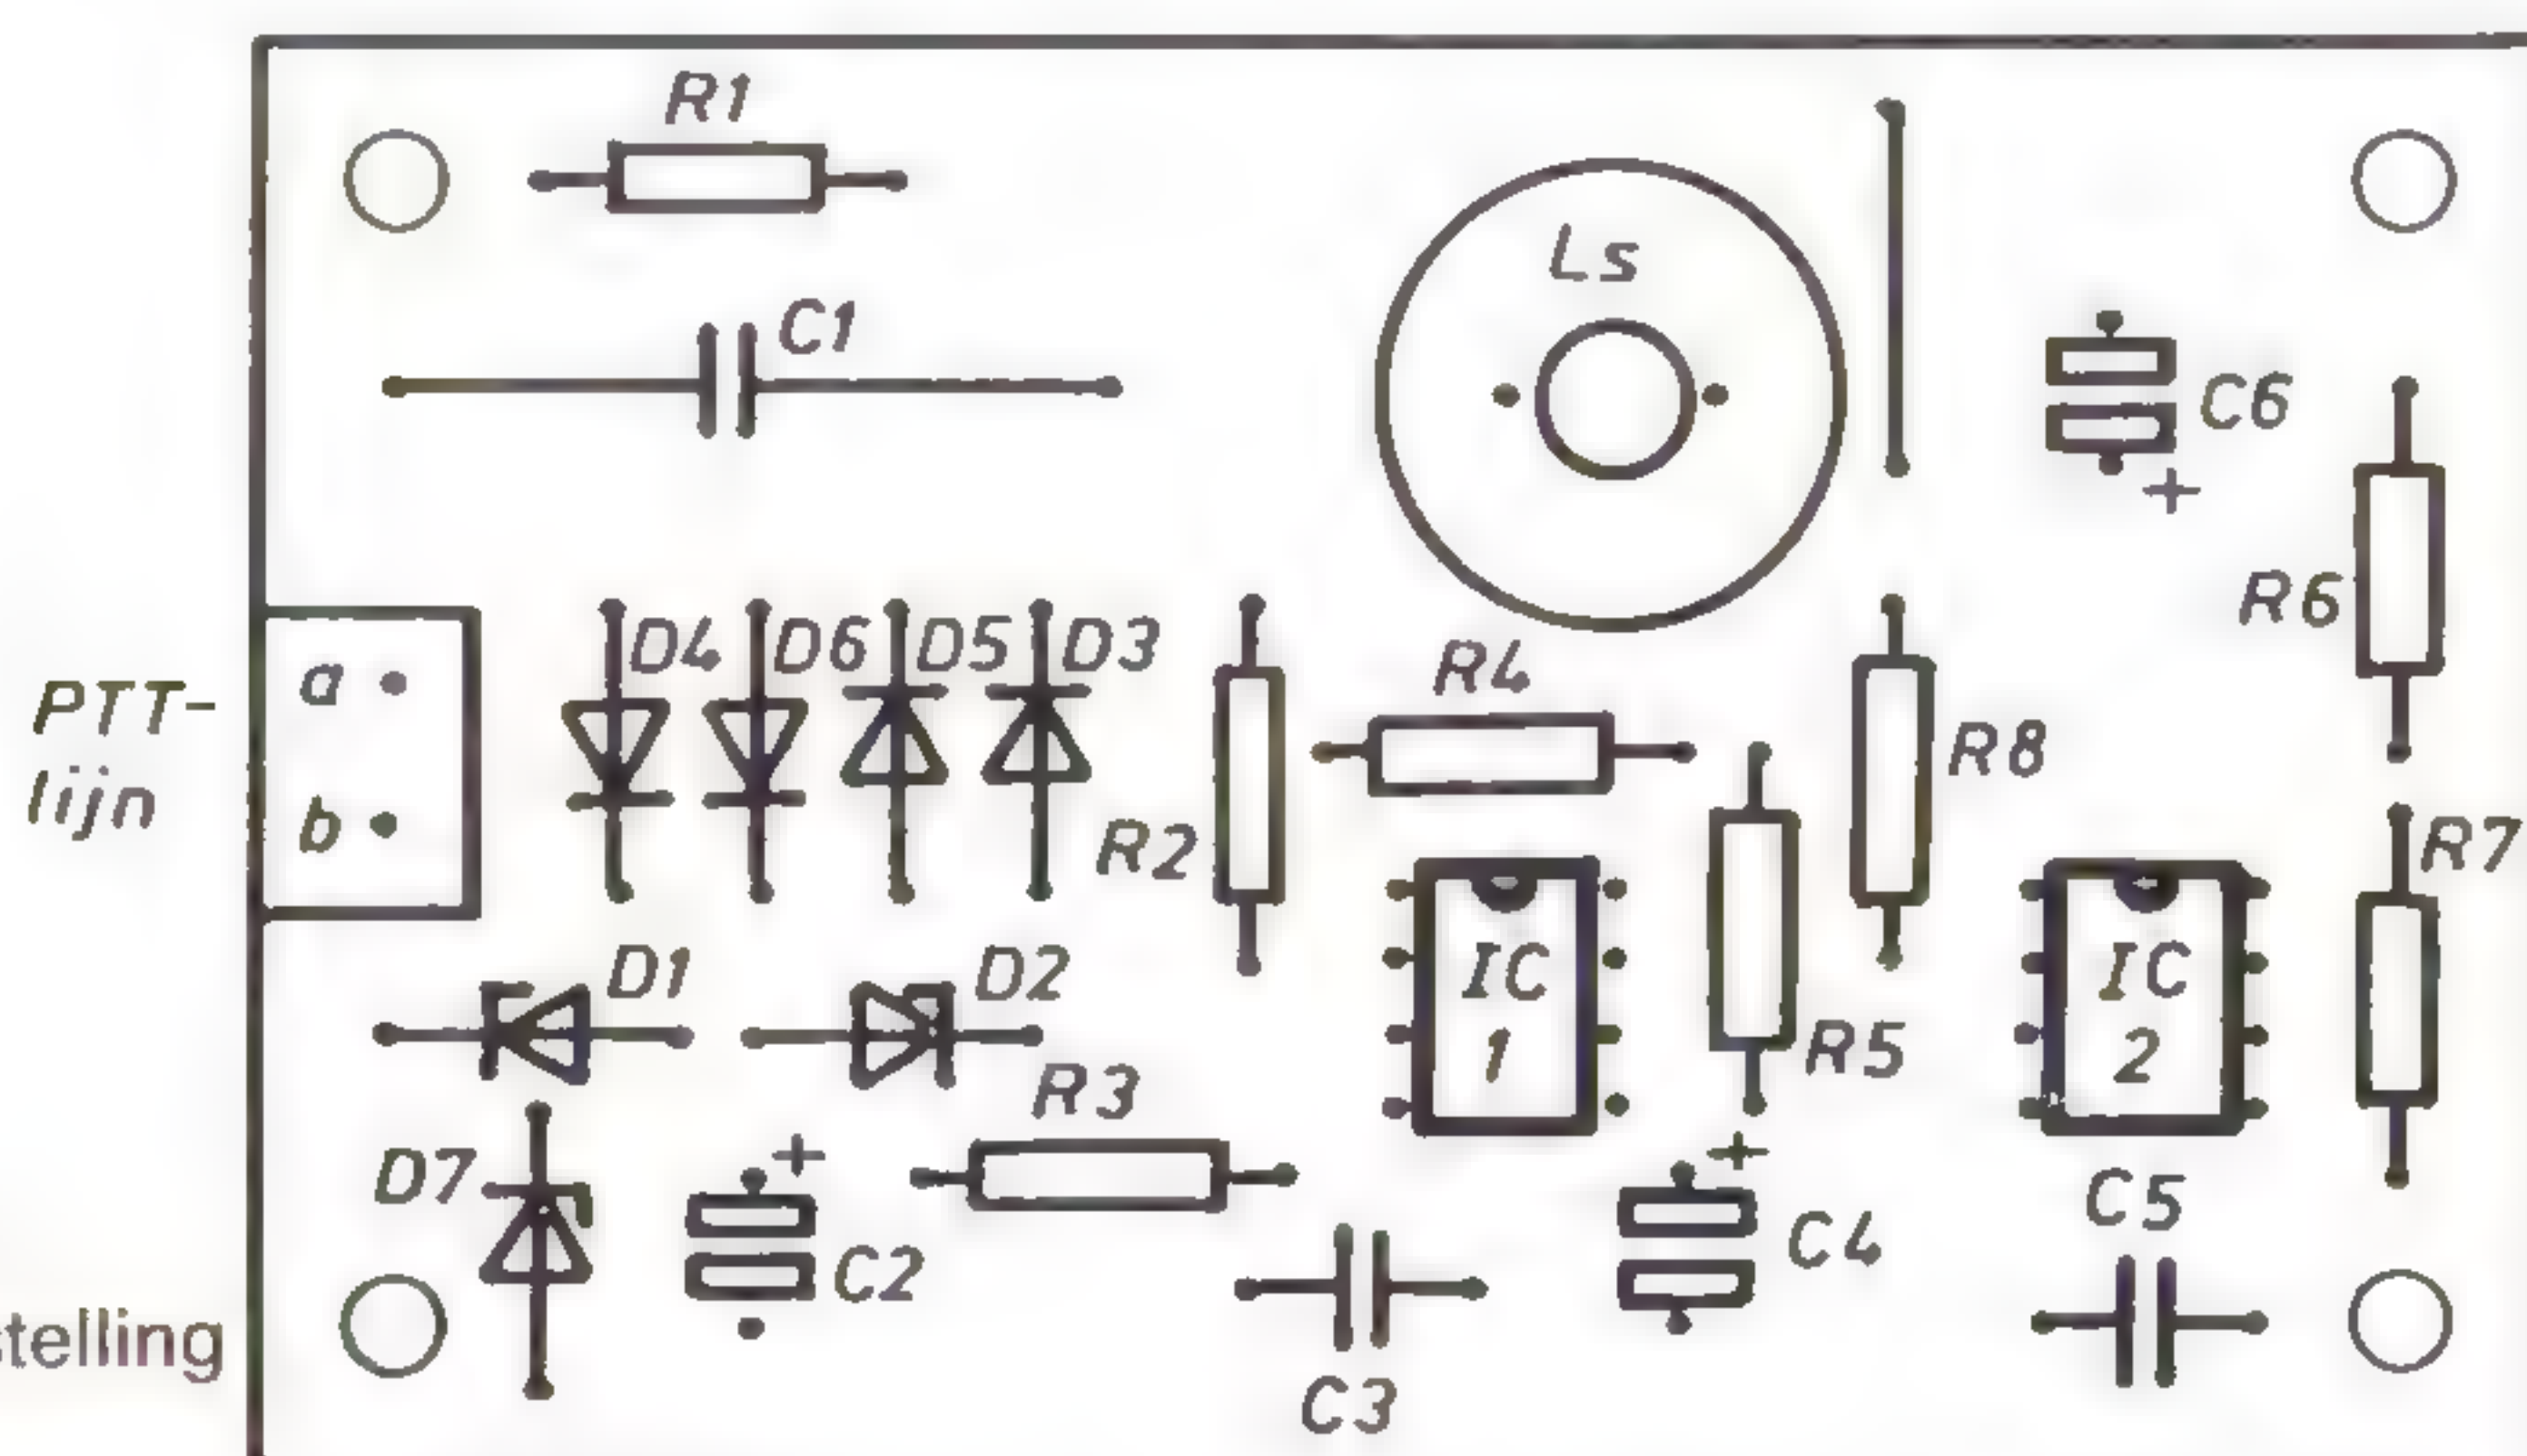 R1
C1
Ls
C6
+
R6
PTT-
lijn
a
b
D4
D6
D5
D3
R2
R4
R8
R7
IC
1
IC
2
R5
D1
D2
R3
D7
+
C2
+
C4
C5
C3
telling